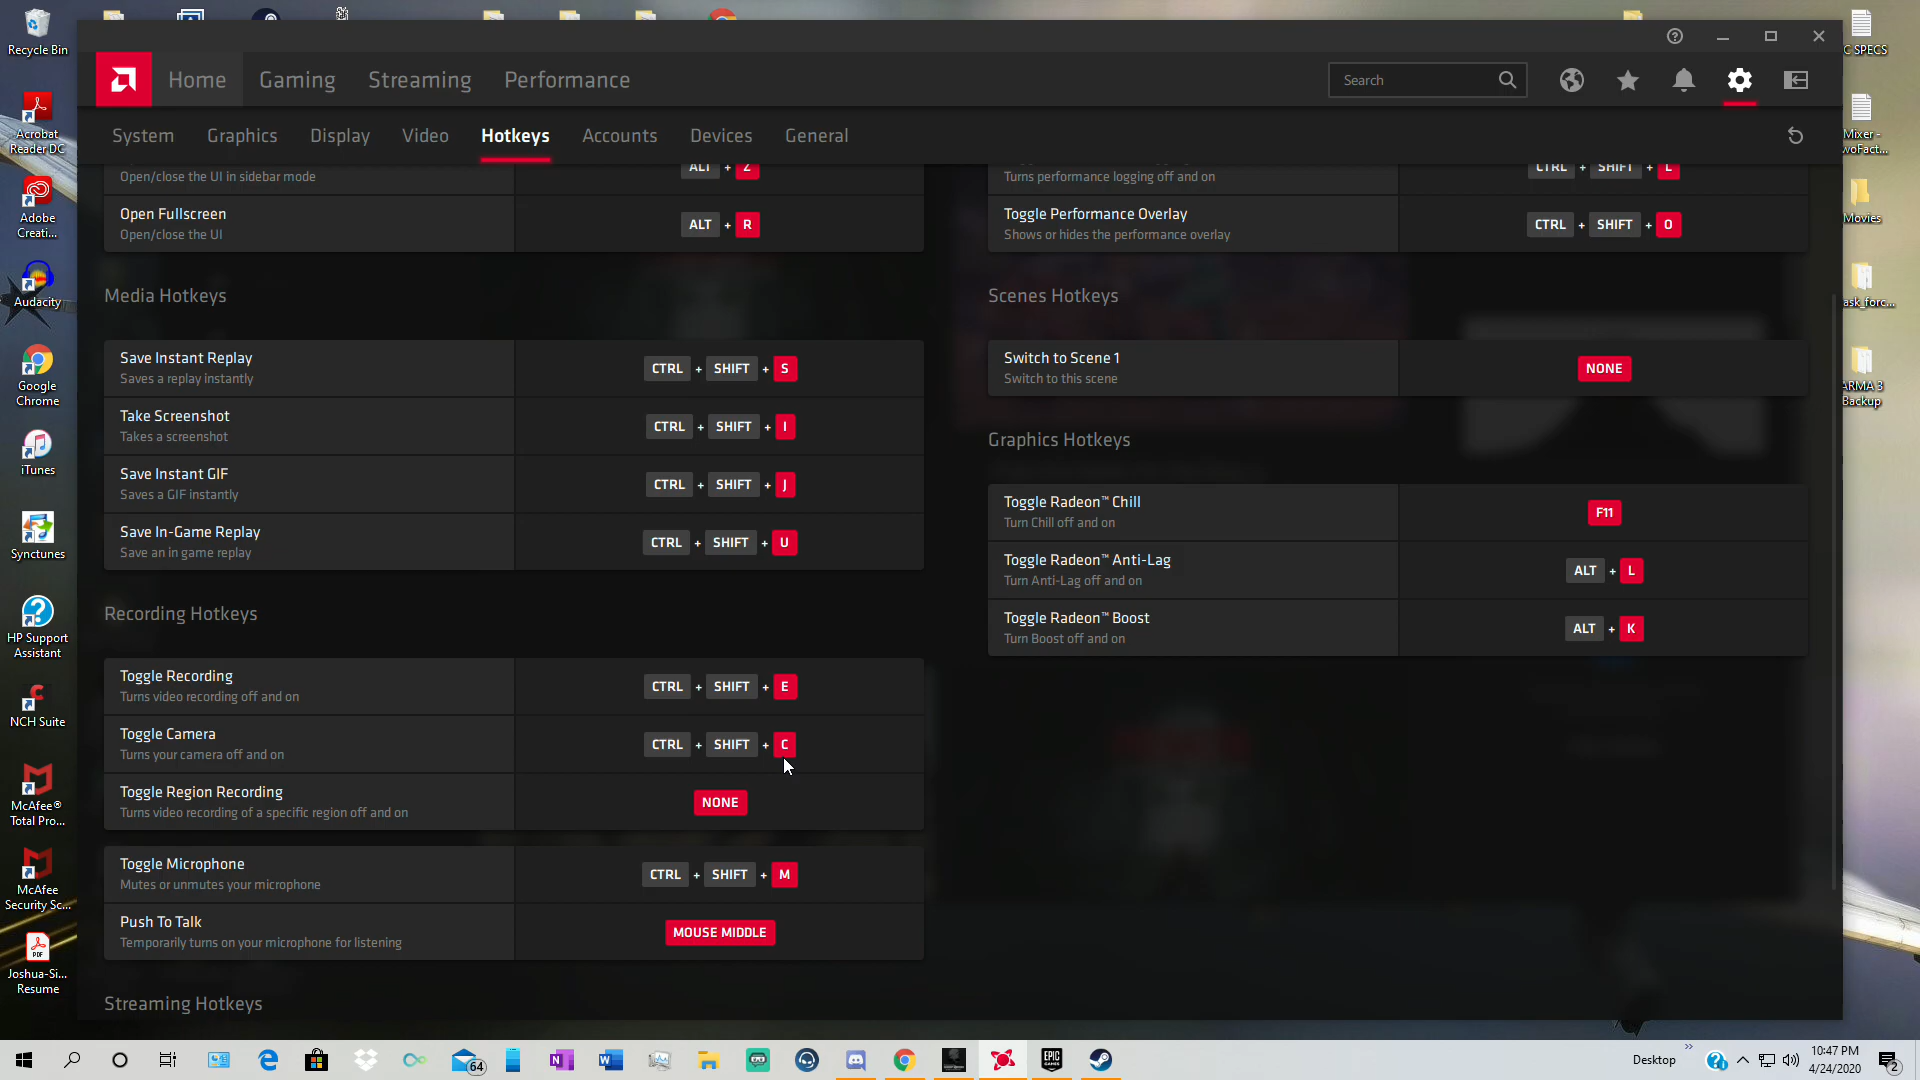 Recycle Bin
Acrobat
Reader DC
Adobe
Creati...
Audacity
Google
Chrome
iTunes
Synctunes
HP Support
Assistant
NCH Suite
McAfee®
Total Pro...
McAfee
Security Sc...
Joshua-Si...
Resume
Home
Gaming
Streaming
Performance
Search
System
Graphics
Display
Video
Hotkeys
Accounts
Devices
General
Open/close the UI in sidebar mode
ALT + Z
Open Fullscreen
Open/close the UI
ALT + R
Media Hotkeys
Save Instant Replay
Saves a replay instantly
CTRL + SHIFT + S
Take Screenshot
Takes a screenshot
CTRL + SHIFT + I
Save Instant GIF
Saves a GIF instantly
CTRL + SHIFT + J
Save In-Game Replay
Save an in game replay
CTRL + SHIFT + U
Recording Hotkeys
Toggle Recording
Turns video recording off and on
CTRL + SHIFT + E
Toggle Camera
Turns your camera off and on
CTRL + SHIFT + C
Toggle Region Recording
Turns video recording of a specific region off and on
NONE
Toggle Microphone
Mutes or unmutes your microphone
CTRL + SHIFT + M
Push To Talk
Temporarily turns on your microphone for listening
MOUSE MIDDLE
Streaming Hotkeys
Turns performance logging off and on
CTRL + SHIFT + L
Toggle Performance Overlay
Shows or hides the performance overlay
CTRL + SHIFT + O
Scenes Hotkeys
Switch to Scene 1
Switch to this scene
NONE
Graphics Hotkeys
Toggle Radeon™ Chill
Turn Chill off and on
F11
Toggle Radeon™ Anti-Lag
Turn Anti-Lag off and on
ALT + L
Toggle Radeon™ Boost
Turn Boost off and on
ALT + K
C SPECS
Mixer -
woFact...
Movies
ask_forc...
ARMA 3
Backup
64
EPIC
GAMES
Desktop
10:47 PM
4/24/2020
2